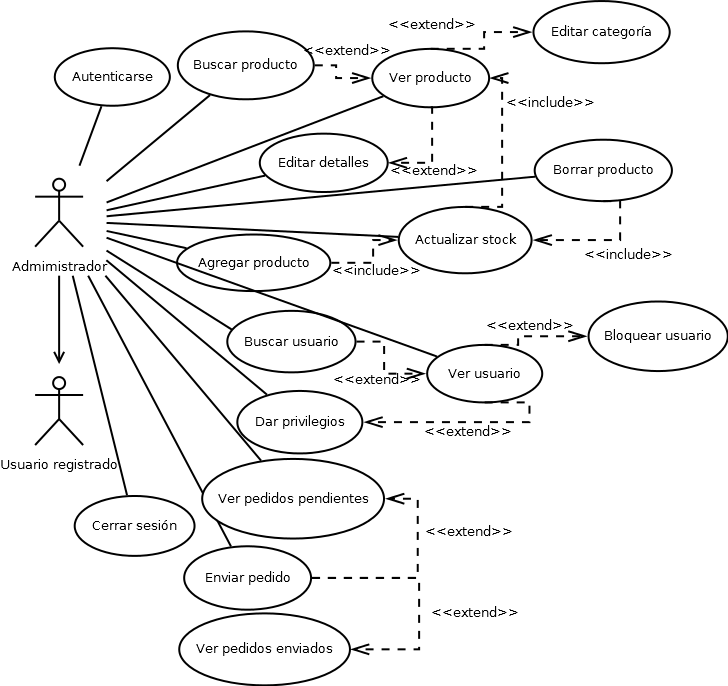 <<extend>>
Editar categoría
Buscar producto
<<extend>>
Autenticarse
Ver producto
<<include>>
Editar detalles
<<extend>>
Borrar producto
Actualizar stock
<<include>>
Agregar producto
<<include>>
Admimistrador
<<extend>>
Bloquear usuario
Buscar usuario
Ver usuario
<<extend>>
Dar privilegios
<<extend>>
Usuario registrado
Ver pedidos pendientes
Cerrar sesión
<<extend>>
Enviar pedido
<<extend>>
Ver pedidos enviados